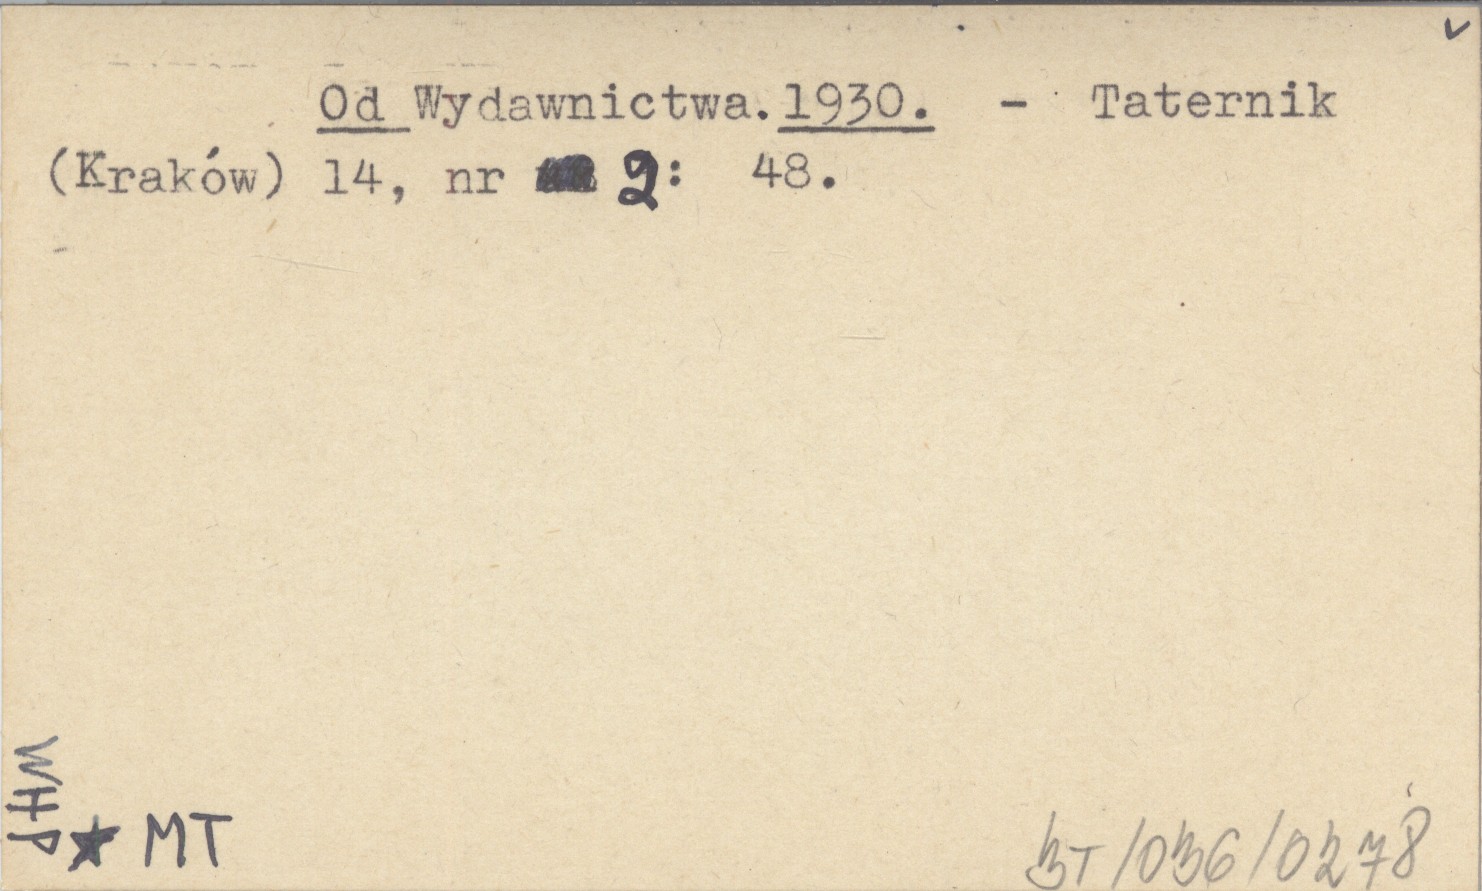 Od Wydawnictwa. 1930. - Taternik
(Kraków) 14, nr 2: 48.
WHP
★ MT
BT/036/0278